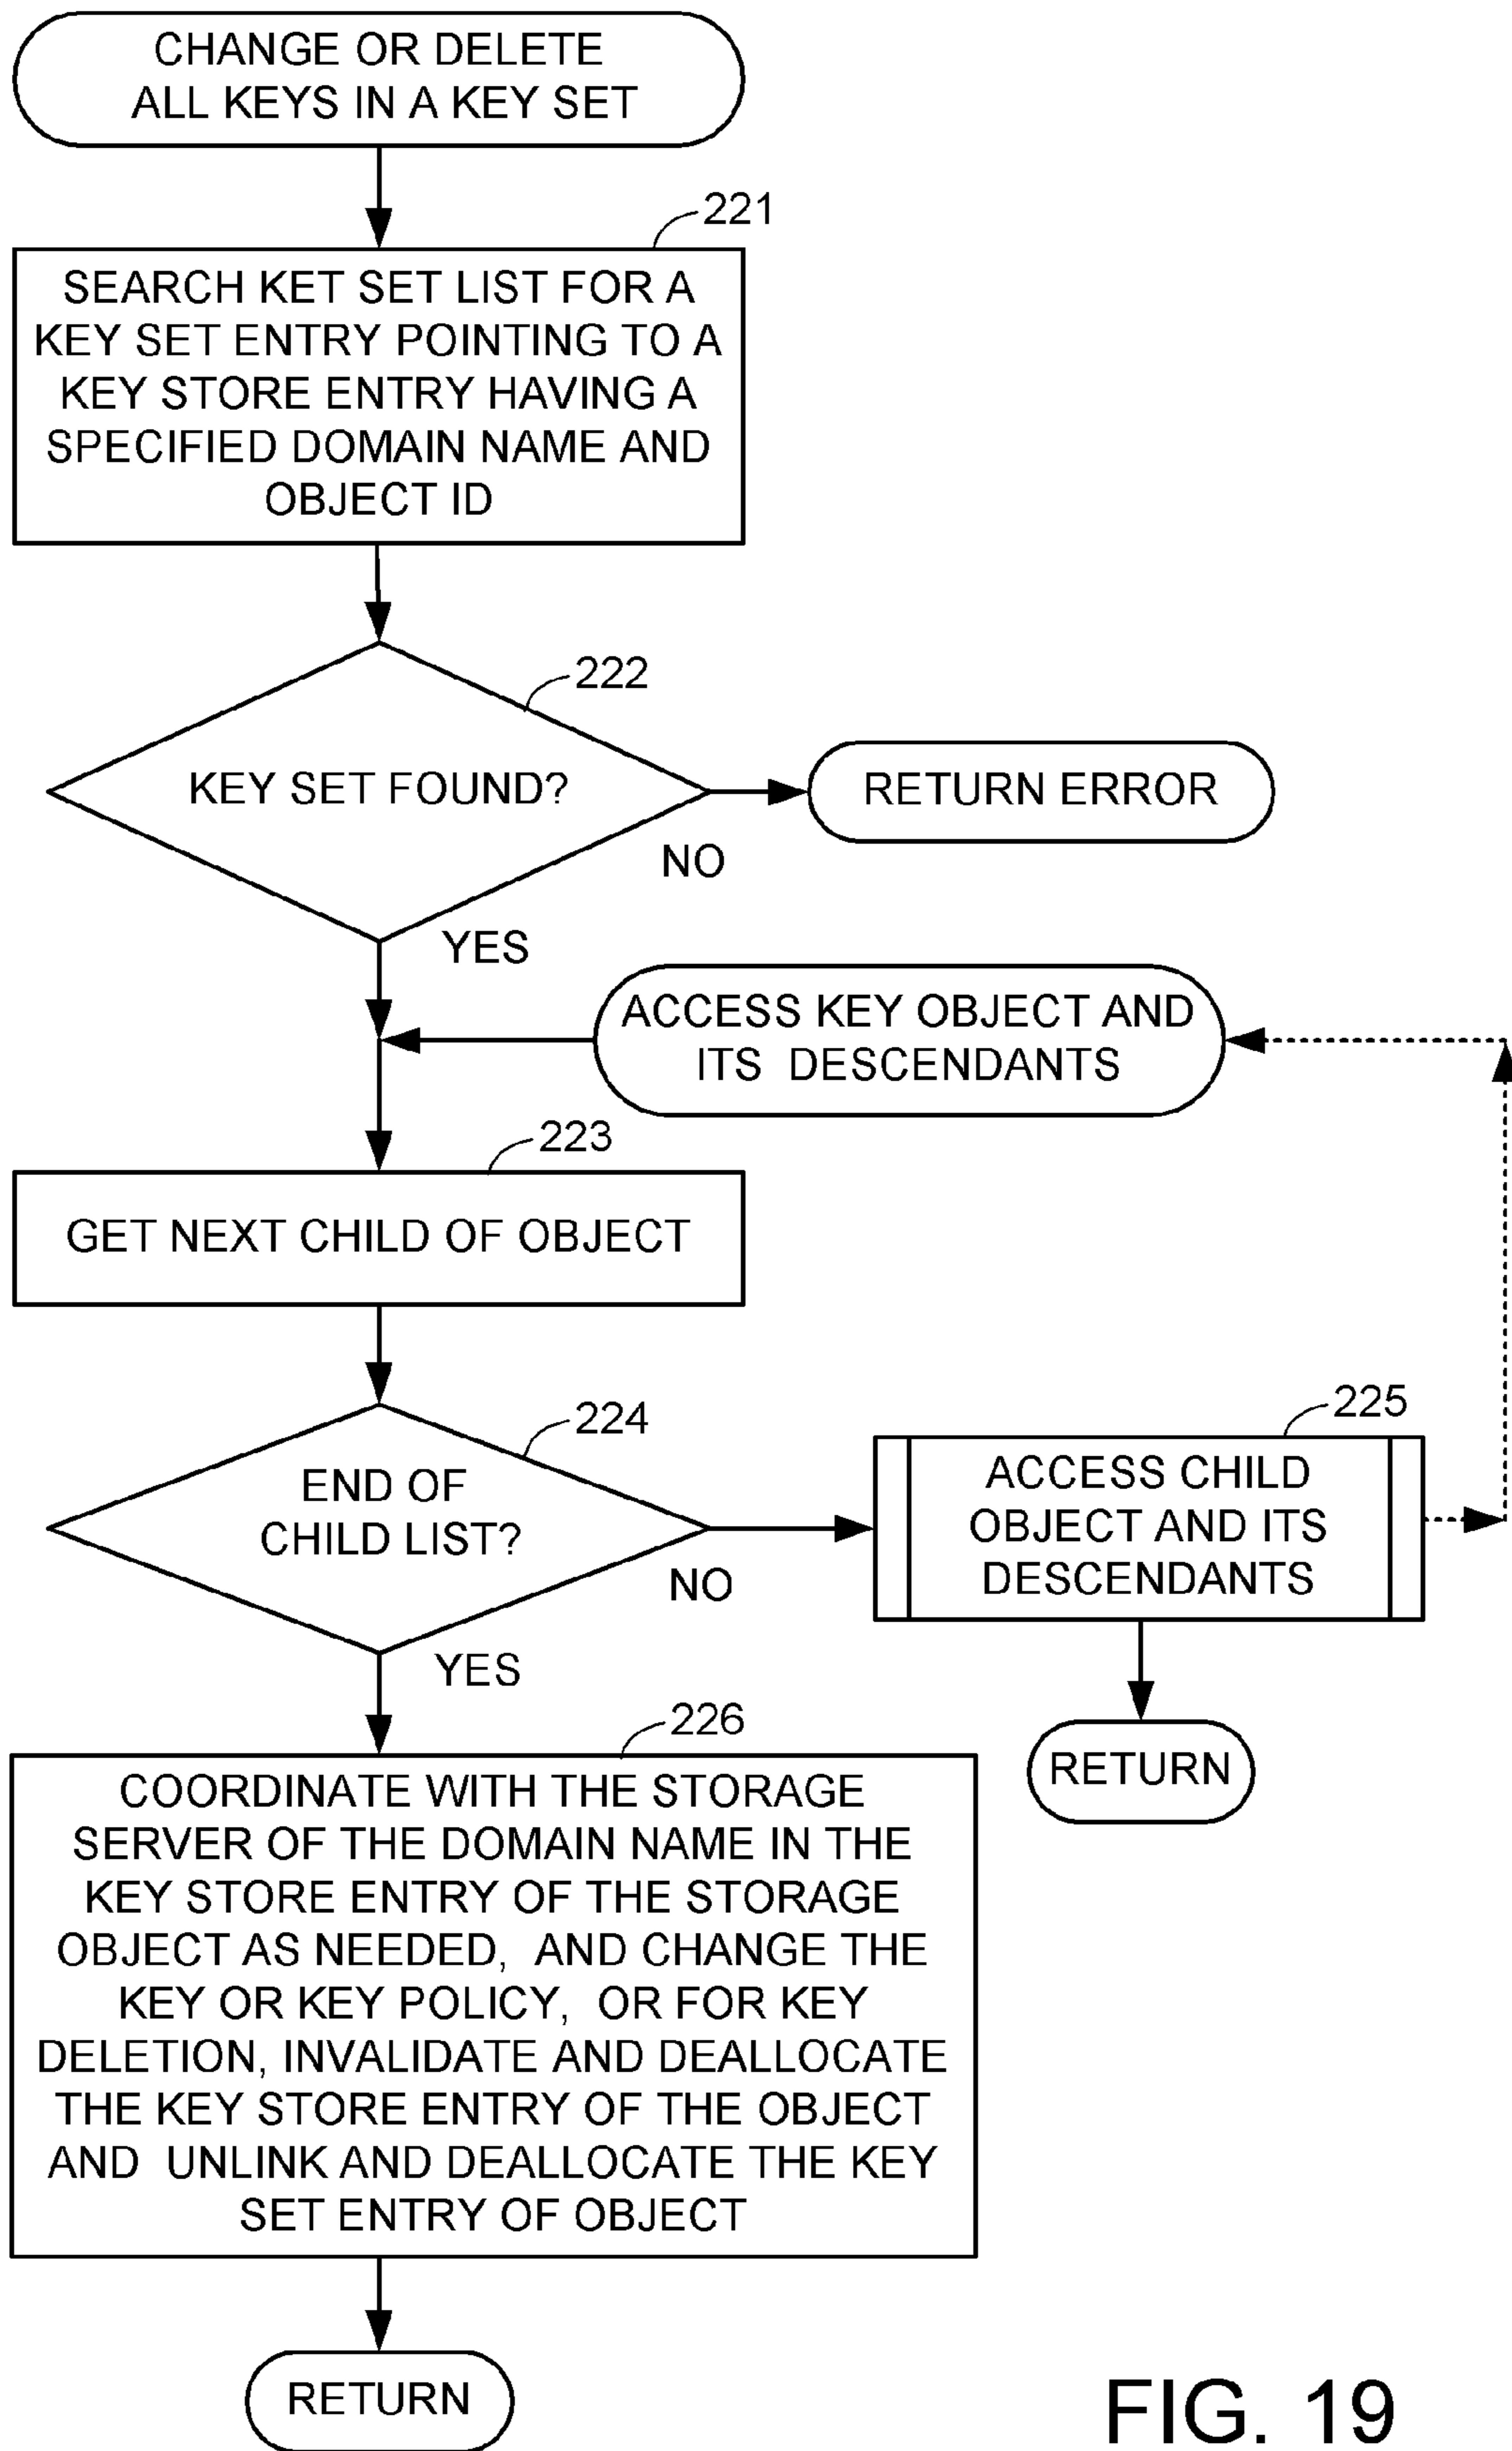 CHANGE OR DELETE
ALL KEYS IN A KEY SET
221
SEARCH KET SET LIST FOR A
KEY SET ENTRY POINTING TO A
KEY STORE ENTRY HAVING A
SPECIFIED DOMAIN NAME AND
OBJECT ID
222
KEY SET FOUND?
RETURN ERROR
NO
YES
ACCESS KEY OBJECT AND
ITS DESCENDANTS
223
GET NEXT CHILD OF OBJECT
224
END OF
CHILD LIST?
NO
225
ACCESS CHILD
OBJECT AND ITS
DESCENDANTS
YES
RETURN
226
COORDINATE WITH THE STORAGE
SERVER OF THE DOMAIN NAME IN THE
KEY STORE ENTRY OF THE STORAGE
OBJECT AS NEEDED, AND CHANGE THE
KEY OR KEY POLICY, OR FOR KEY
DELETION, INVALIDATE AND DEALLOCATE
THE KEY STORE ENTRY OF THE OBJECT
AND UNLINK AND DEALLOCATE THE KEY
SET ENTRY OF OBJECT
RETURN
FIG. 19